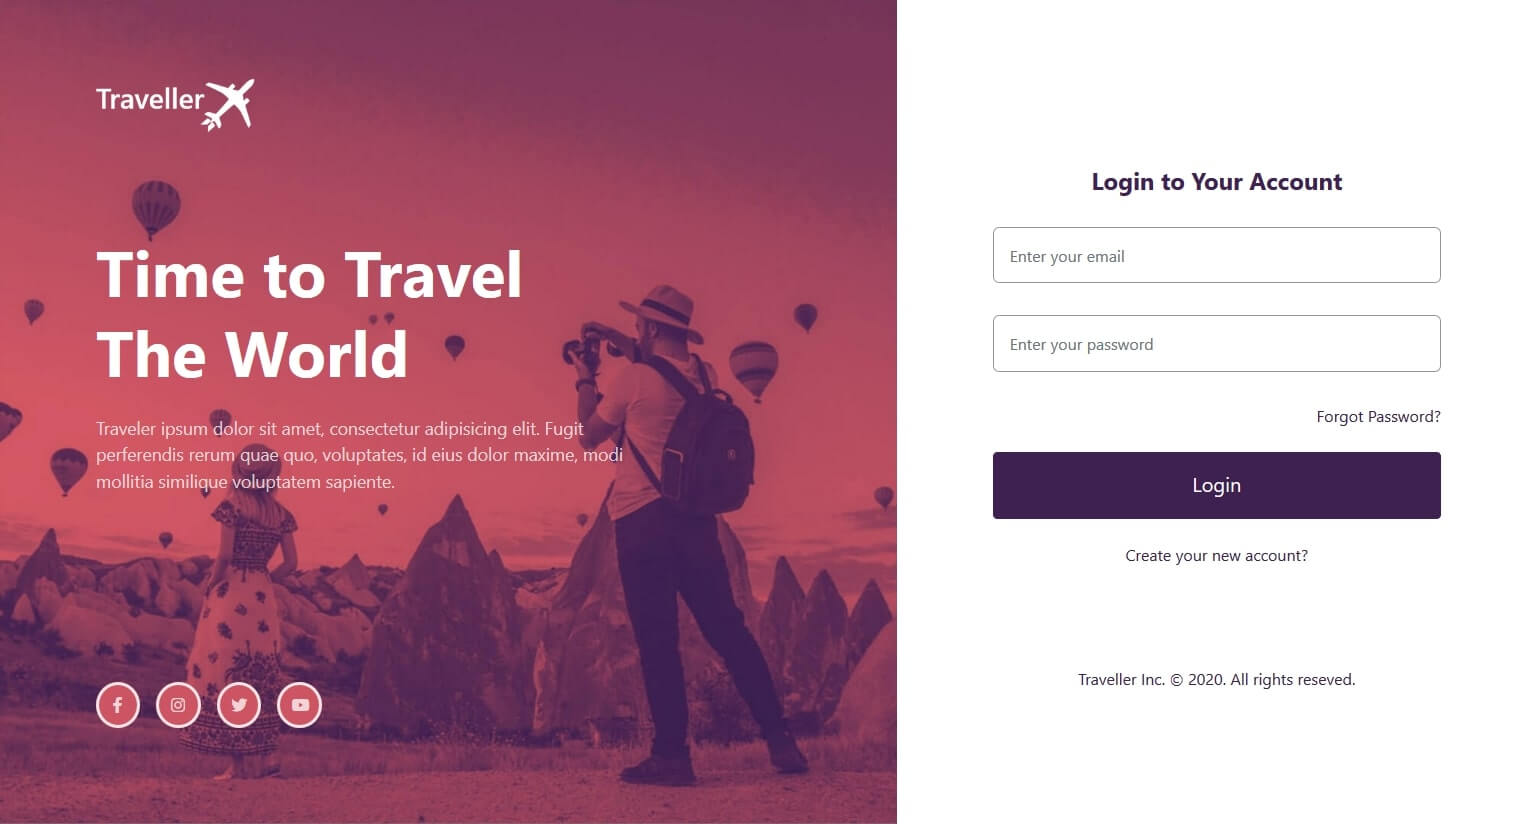 Traveller
Time to Travel
The World
Traveler ipsum dolor sit amet, consectetur adipisicing elit. Fugit
perferendis rerum quae quo, voluptates, id eius dolor maxime, modi
mollitia similique voluptatem sapiente.
Login to Your Account
Enter your email
Enter your password
Forgot Password?
Login
Create your new account?
Traveller Inc. © 2020. All rights reseved.